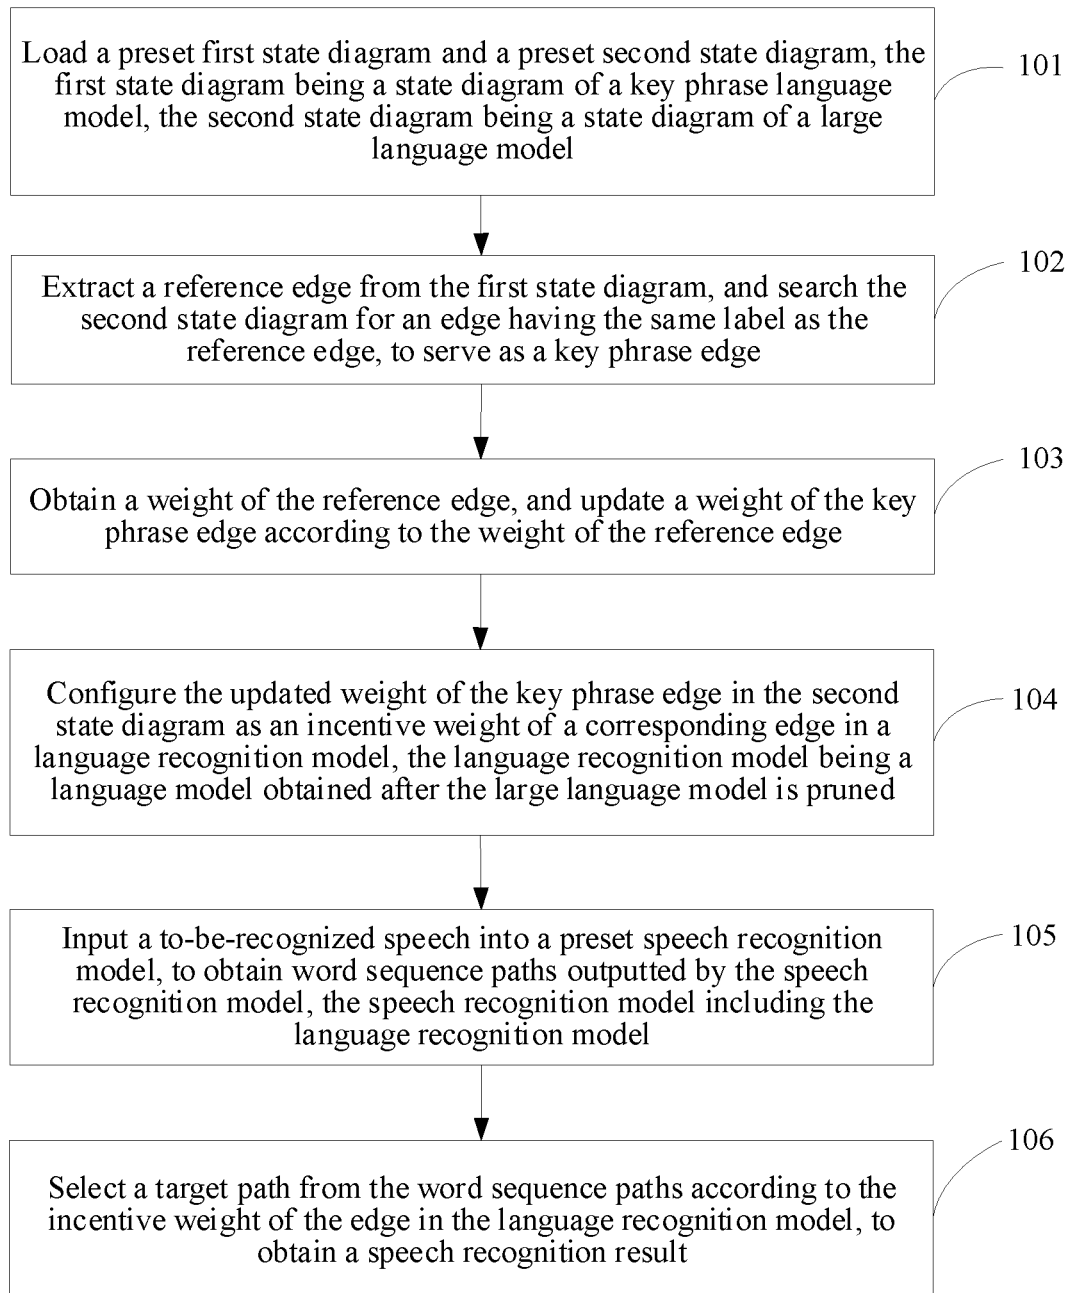 Load a preset first state diagram and a preset second state diagram, the
first state diagram being a state diagram of a key phrase language
model, the second state diagram being a state diagram of a large
language model
101
Extract a reference edge from the first state diagram, and search the
second state diagram for an edge having the same label as the
reference edge, to serve as a key phrase edge
102
Obtain a weight of the reference edge, and update a weight of the key
phrase edge according to the weight of the reference edge
103
Configure the updated weight of the key phrase edge in the second
state diagram as an incentive weight of a corresponding edge in a
language recognition model, the language recognition model being a
language model obtained after the large language model is pruned
104
Input a to-be-recognized speech into a preset speech recognition
model, to obtain word sequence paths outputted by the speech
recognition model, the speech recognition model including the
language recognition model
105
Select a target path from the word sequence paths according to the
incentive weight of the edge in the language recognition model, to
obtain a speech recognition result
106